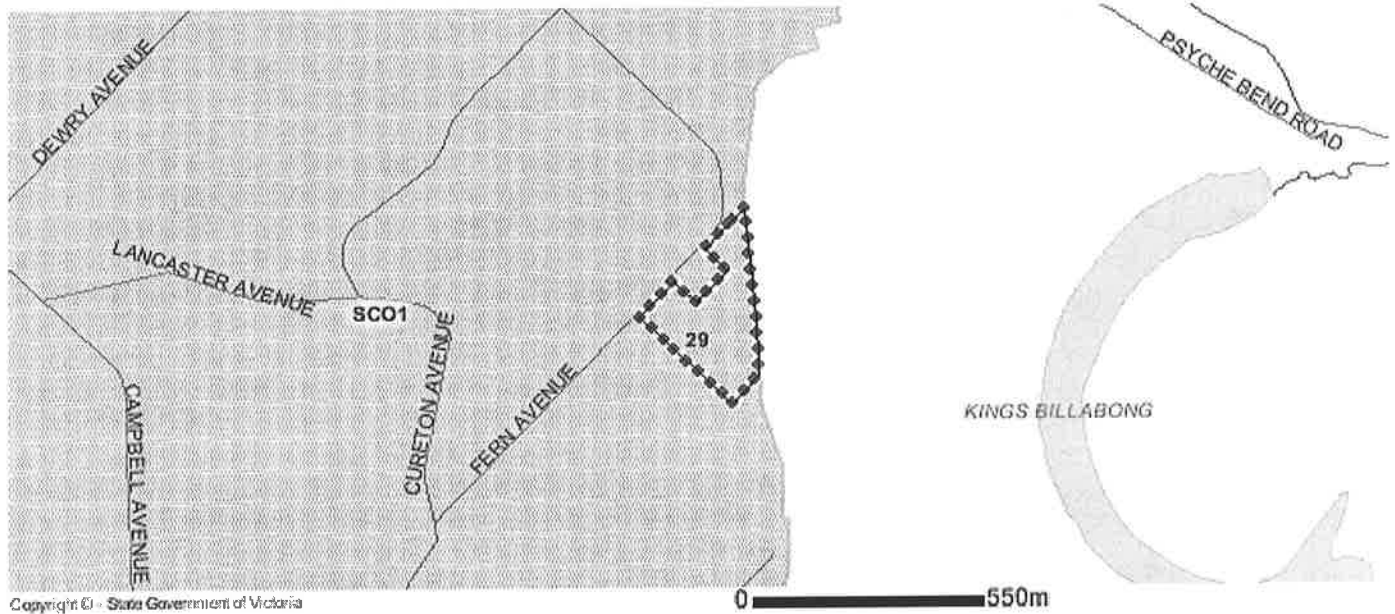 DEWRY AVENUE
PSYCHE BEND ROAD
LANCASTER AVENUE
SCO1
29
CAMPBELL AVENUE
CURETON AVENUE
FERN AVENUE
KINGS BILLABONG
Copyright © - State Government of Victoria
0 550m